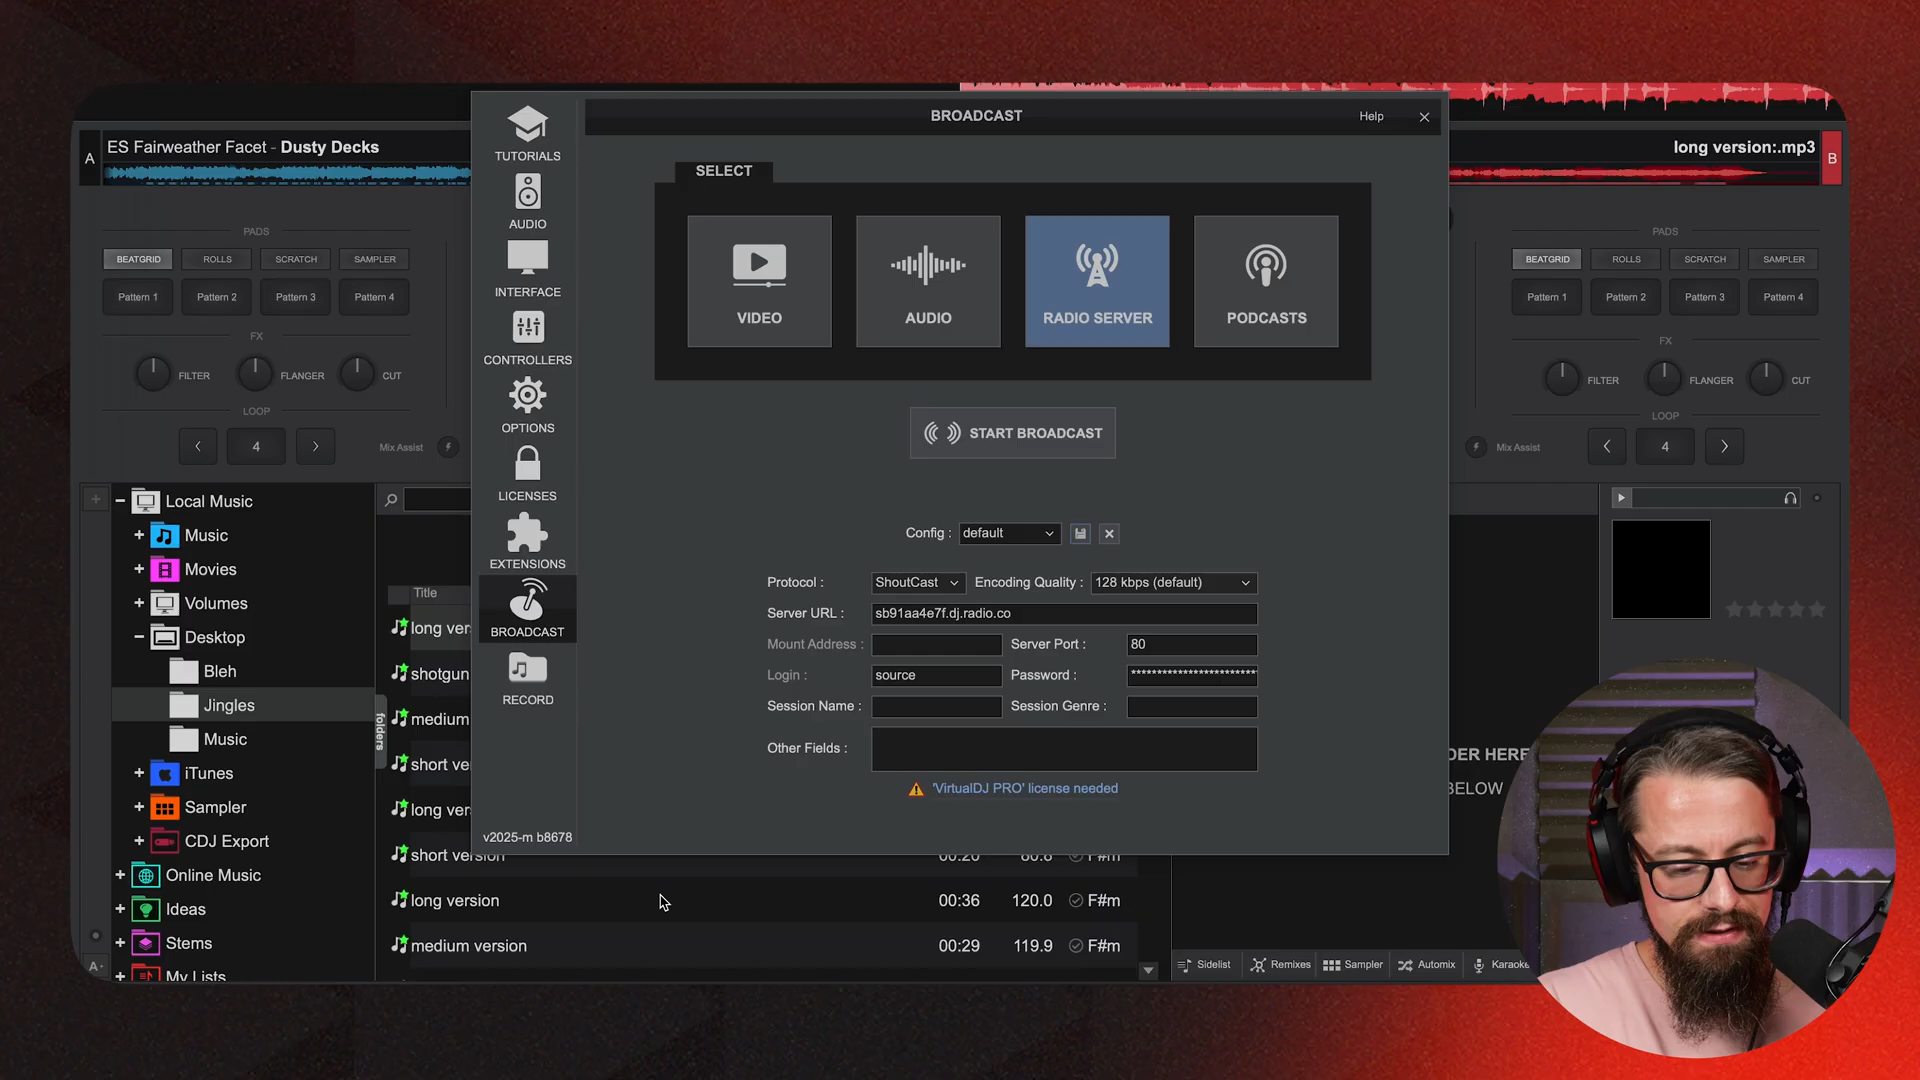 BROADCAST
Help
TUTORIALS
AUDIO
INTERFACE
CONTROLLERS
OPTIONS
LICENSES
EXTENSIONS
BROADCAST
RECORD
v2025-m b8678
SELECT
VIDEO
AUDIO
RADIO SERVER
PODCASTS
START BROADCAST
Config : default
Protocol : ShoutCast Encoding Quality : 128 kbps (default)
Server URL : sb91aa4e7f.dj.radio.co
Mount Address : Server Port : 80
Login : source Password : ************************
Session Name : Session Genre :
Other Fields :
'VirtualDJ PRO' license needed
A
ES Fairweather Facet - Dusty Decks
PADS
BEATGRID ROLLS SCRATCH SAMPLER
Pattern 1 Pattern 2 Pattern 3 Pattern 4
FX
FILTER FLANGER CUT
LOOP
4 Mix Assist
long version:.mp3
B
PADS
BEATGRID ROLLS SCRATCH SAMPLER
Pattern 1 Pattern 2 Pattern 3 Pattern 4
FX
FILTER FLANGER CUT
LOOP
Mix Assist 4
Local Music
Music
Movies
Volumes
Desktop
Bleh
Jingles
Music
iTunes
Sampler
CDJ Export
Online Music
Ideas
Stems
My Lists
A
folders
Title
long ver
shotgun
medium
short ve
long ver
short version 00:20 80.8 F#m
long version 00:36 120.0 F#m
medium version 00:29 119.9 F#m
DER HERE
BELOW
Sidelist Remixes Sampler Automix Karaoke